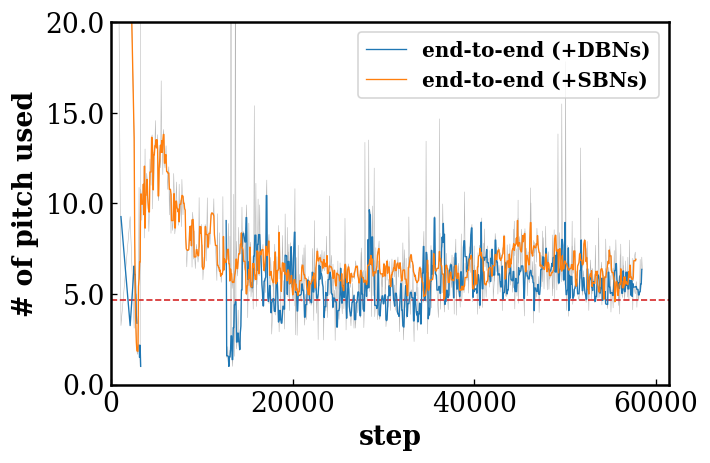 20.0
15.0
10.0
5.0
0.0
# of pitch used
end-to-end (+DBNs)
end-to-end (+SBNs)
0
20000
40000
60000
step